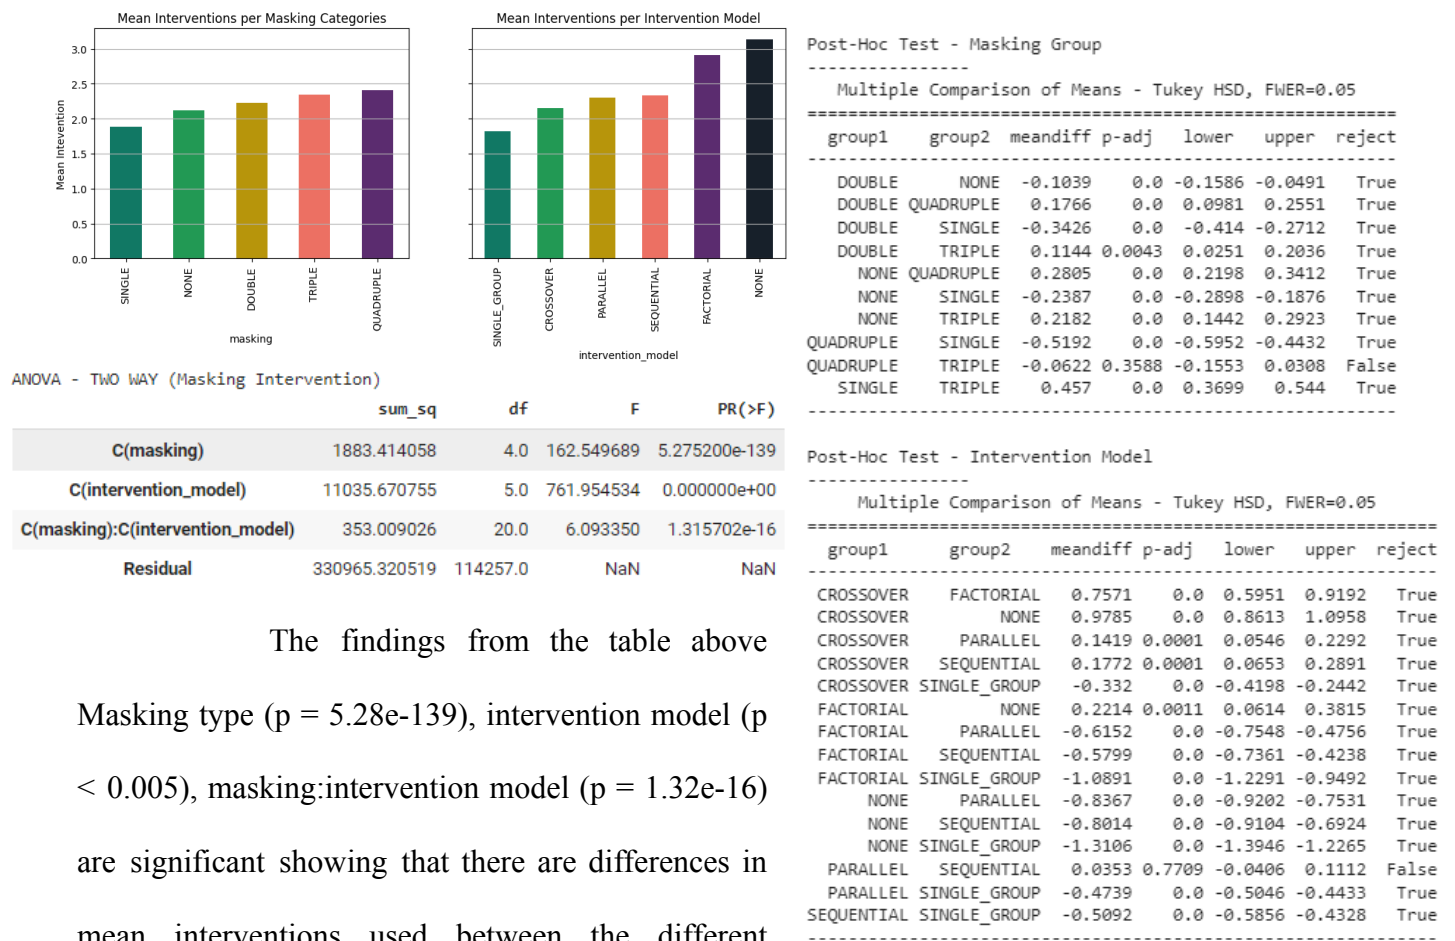 Mean Interventions per Masking Categories
Mean Intevention
3.0
2.5
2.0
1.5
1.0
0.5
0.0
SINGLE
NONE
DOUBLE
TRIPLE
QUADRUPLE
masking
Mean Interventions per Intervention Model
SINGLE_GROUP
CROSSOVER
PARALLEL
SEQUENTIAL
FACTORIAL
NONE
intervention_model
ANOVA - TWO WAY (Masking Intervention)
sum_sq df F PR(>F)
C(masking) 1883.414058 4.0 162.549689 5.275200e-139
C(intervention_model) 11035.670755 5.0 761.954534 0.000000e+00
C(masking):C(intervention_model) 353.009026 20.0 6.093350 1.315702e-16
Residual 330965.320519 114257.0 NaN NaN
The findings from the table above
Masking type (p = 5.28e-139), intervention model (p
< 0.005), masking:intervention model (p = 1.32e-16)
are significant showing that there are differences in
mean interventions used between the different
Post-Hoc Test - Masking Group
----------------
Multiple Comparison of Means - Tukey HSD, FWER=0.05
group1 group2 meandiff p-adj lower upper reject
DOUBLE NONE -0.1039 0.0 -0.1586 -0.0491 True
DOUBLE QUADRUPLE 0.1766 0.0 0.0981 0.2551 True
DOUBLE SINGLE -0.3426 0.0 -0.414 -0.2712 True
DOUBLE TRIPLE 0.1144 0.0043 0.0251 0.2036 True
NONE QUADRUPLE 0.2805 0.0 0.2198 0.3412 True
NONE SINGLE -0.2387 0.0 -0.2898 -0.1876 True
NONE TRIPLE 0.2182 0.0 0.1442 0.2923 True
QUADRUPLE SINGLE -0.5192 0.0 -0.5952 -0.4432 True
QUADRUPLE TRIPLE -0.0622 0.3588 -0.1553 0.0308 False
SINGLE TRIPLE 0.457 0.0 0.3699 0.544 True
Post-Hoc Test - Intervention Model
----------------
Multiple Comparison of Means - Tukey HSD, FWER=0.05
group1 group2 meandiff p-adj lower upper reject
CROSSOVER FACTORIAL 0.7571 0.0 0.5951 0.9192 True
CROSSOVER NONE 0.9785 0.0 0.8613 1.0958 True
CROSSOVER PARALLEL 0.1419 0.0001 0.0546 0.2292 True
CROSSOVER SEQUENTIAL 0.1772 0.0001 0.0653 0.2891 True
CROSSOVER SINGLE_GROUP -0.332 0.0 -0.4198 -0.2442 True
FACTORIAL NONE 0.2214 0.0011 0.0614 0.3815 True
FACTORIAL PARALLEL -0.6152 0.0 -0.7548 -0.4756 True
FACTORIAL SEQUENTIAL -0.5799 0.0 -0.7361 -0.4238 True
FACTORIAL SINGLE_GROUP -1.0891 0.0 -1.2291 -0.9492 True
NONE PARALLEL -0.8367 0.0 -0.9202 -0.7531 True
NONE SEQUENTIAL -0.8014 0.0 -0.9104 -0.6924 True
NONE SINGLE_GROUP -1.3106 0.0 -1.3946 -1.2265 True
PARALLEL SEQUENTIAL 0.0353 0.7709 -0.0406 0.1112 False
PARALLEL SINGLE_GROUP -0.4739 0.0 -0.5046 -0.4433 True
SEQUENTIAL SINGLE_GROUP -0.5092 0.0 -0.5856 -0.4328 True